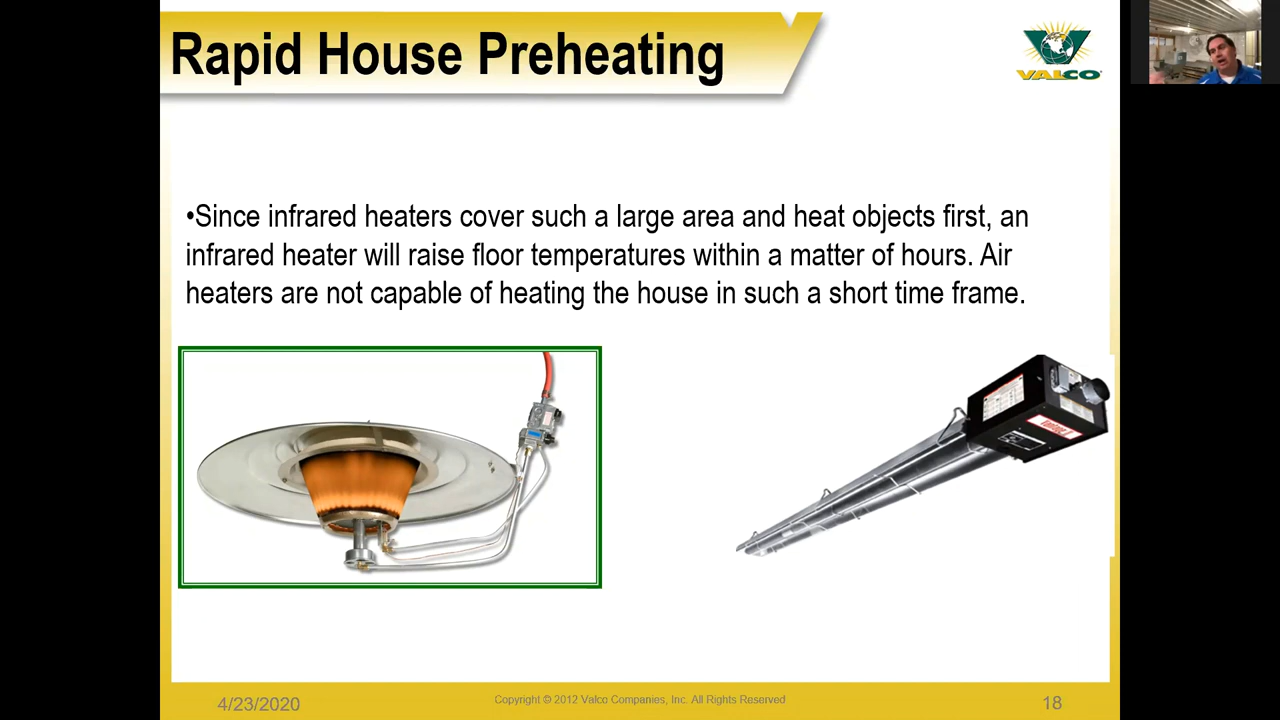 Rapid House Preheating
VALCO
•Since infrared heaters cover such a large area and heat objects first, an
infrared heater will raise floor temperatures within a matter of hours. Air
heaters are not capable of heating the house in such a short time frame.
4/23/2020
Copyright © 2012 Valco Companies, Inc. All Rights Reserved
18